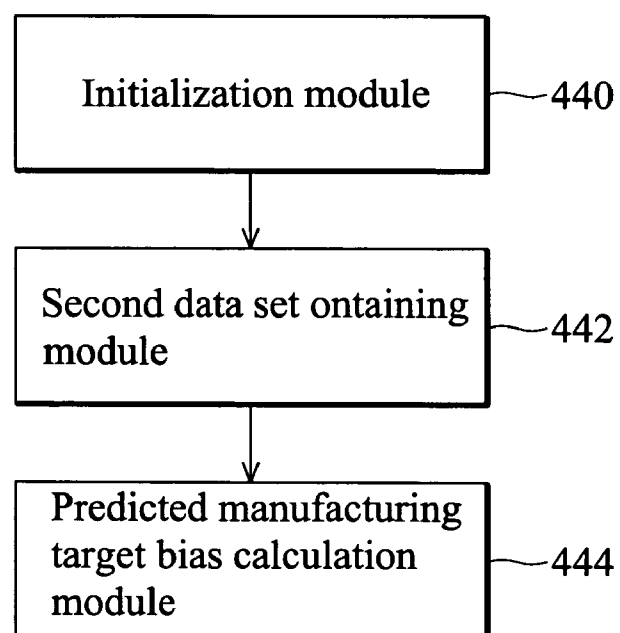 Initialization module
440
Second data set ontaining
module
442
Predicted manufacturing
target bias calculation
module
444